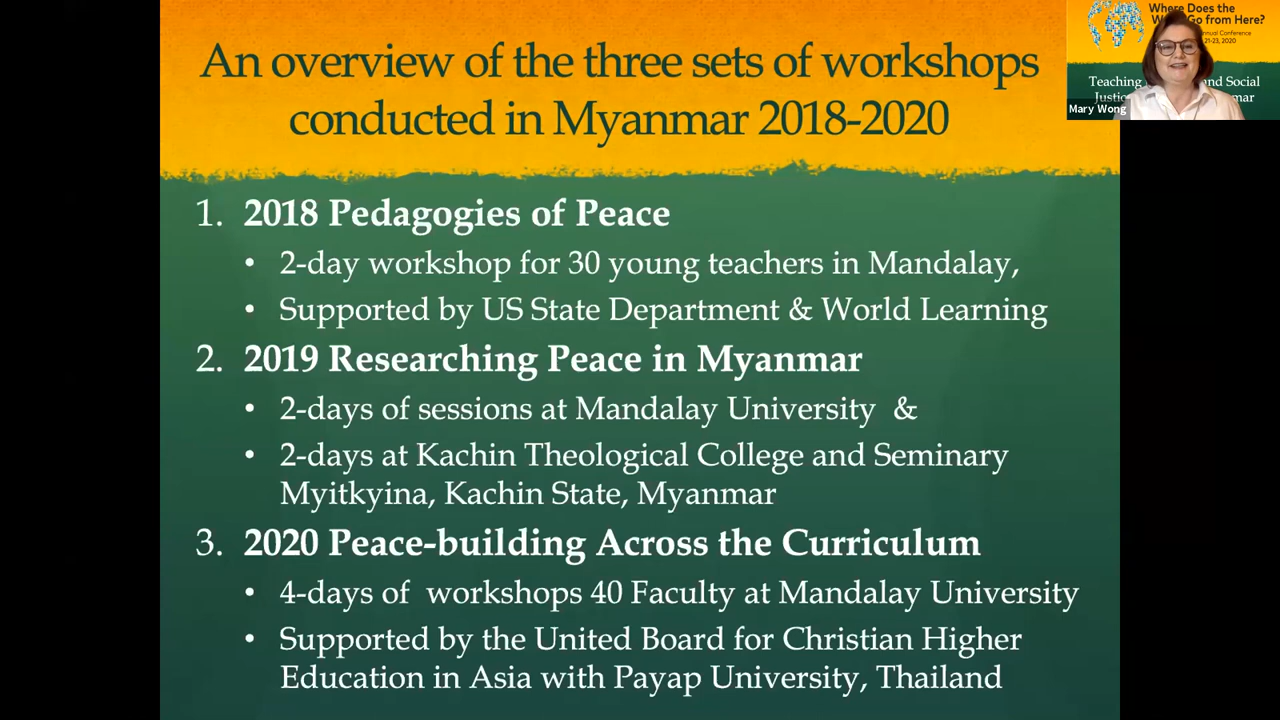 An overview of the three sets of workshops
conducted in Myanmar 2018-2020
1. 2018 Pedagogies of Peace
• 2-day workshop for 30 young teachers in Mandalay,
• Supported by US State Department & World Learning
2. 2019 Researching Peace in Myanmar
• 2-days of sessions at Mandalay University &
• 2-days at Kachin Theological College and Seminary
Myitkyina, Kachin State, Myanmar
3. 2020 Peace-building Across the Curriculum
• 4-days of workshops 40 Faculty at Mandalay University
• Supported by the United Board for Christian Higher
Education in Asia with Payap University, Thailand
Where Does the
Go from Here?
Conference
21-23, 2020
Teaching and Social
Mary Wong